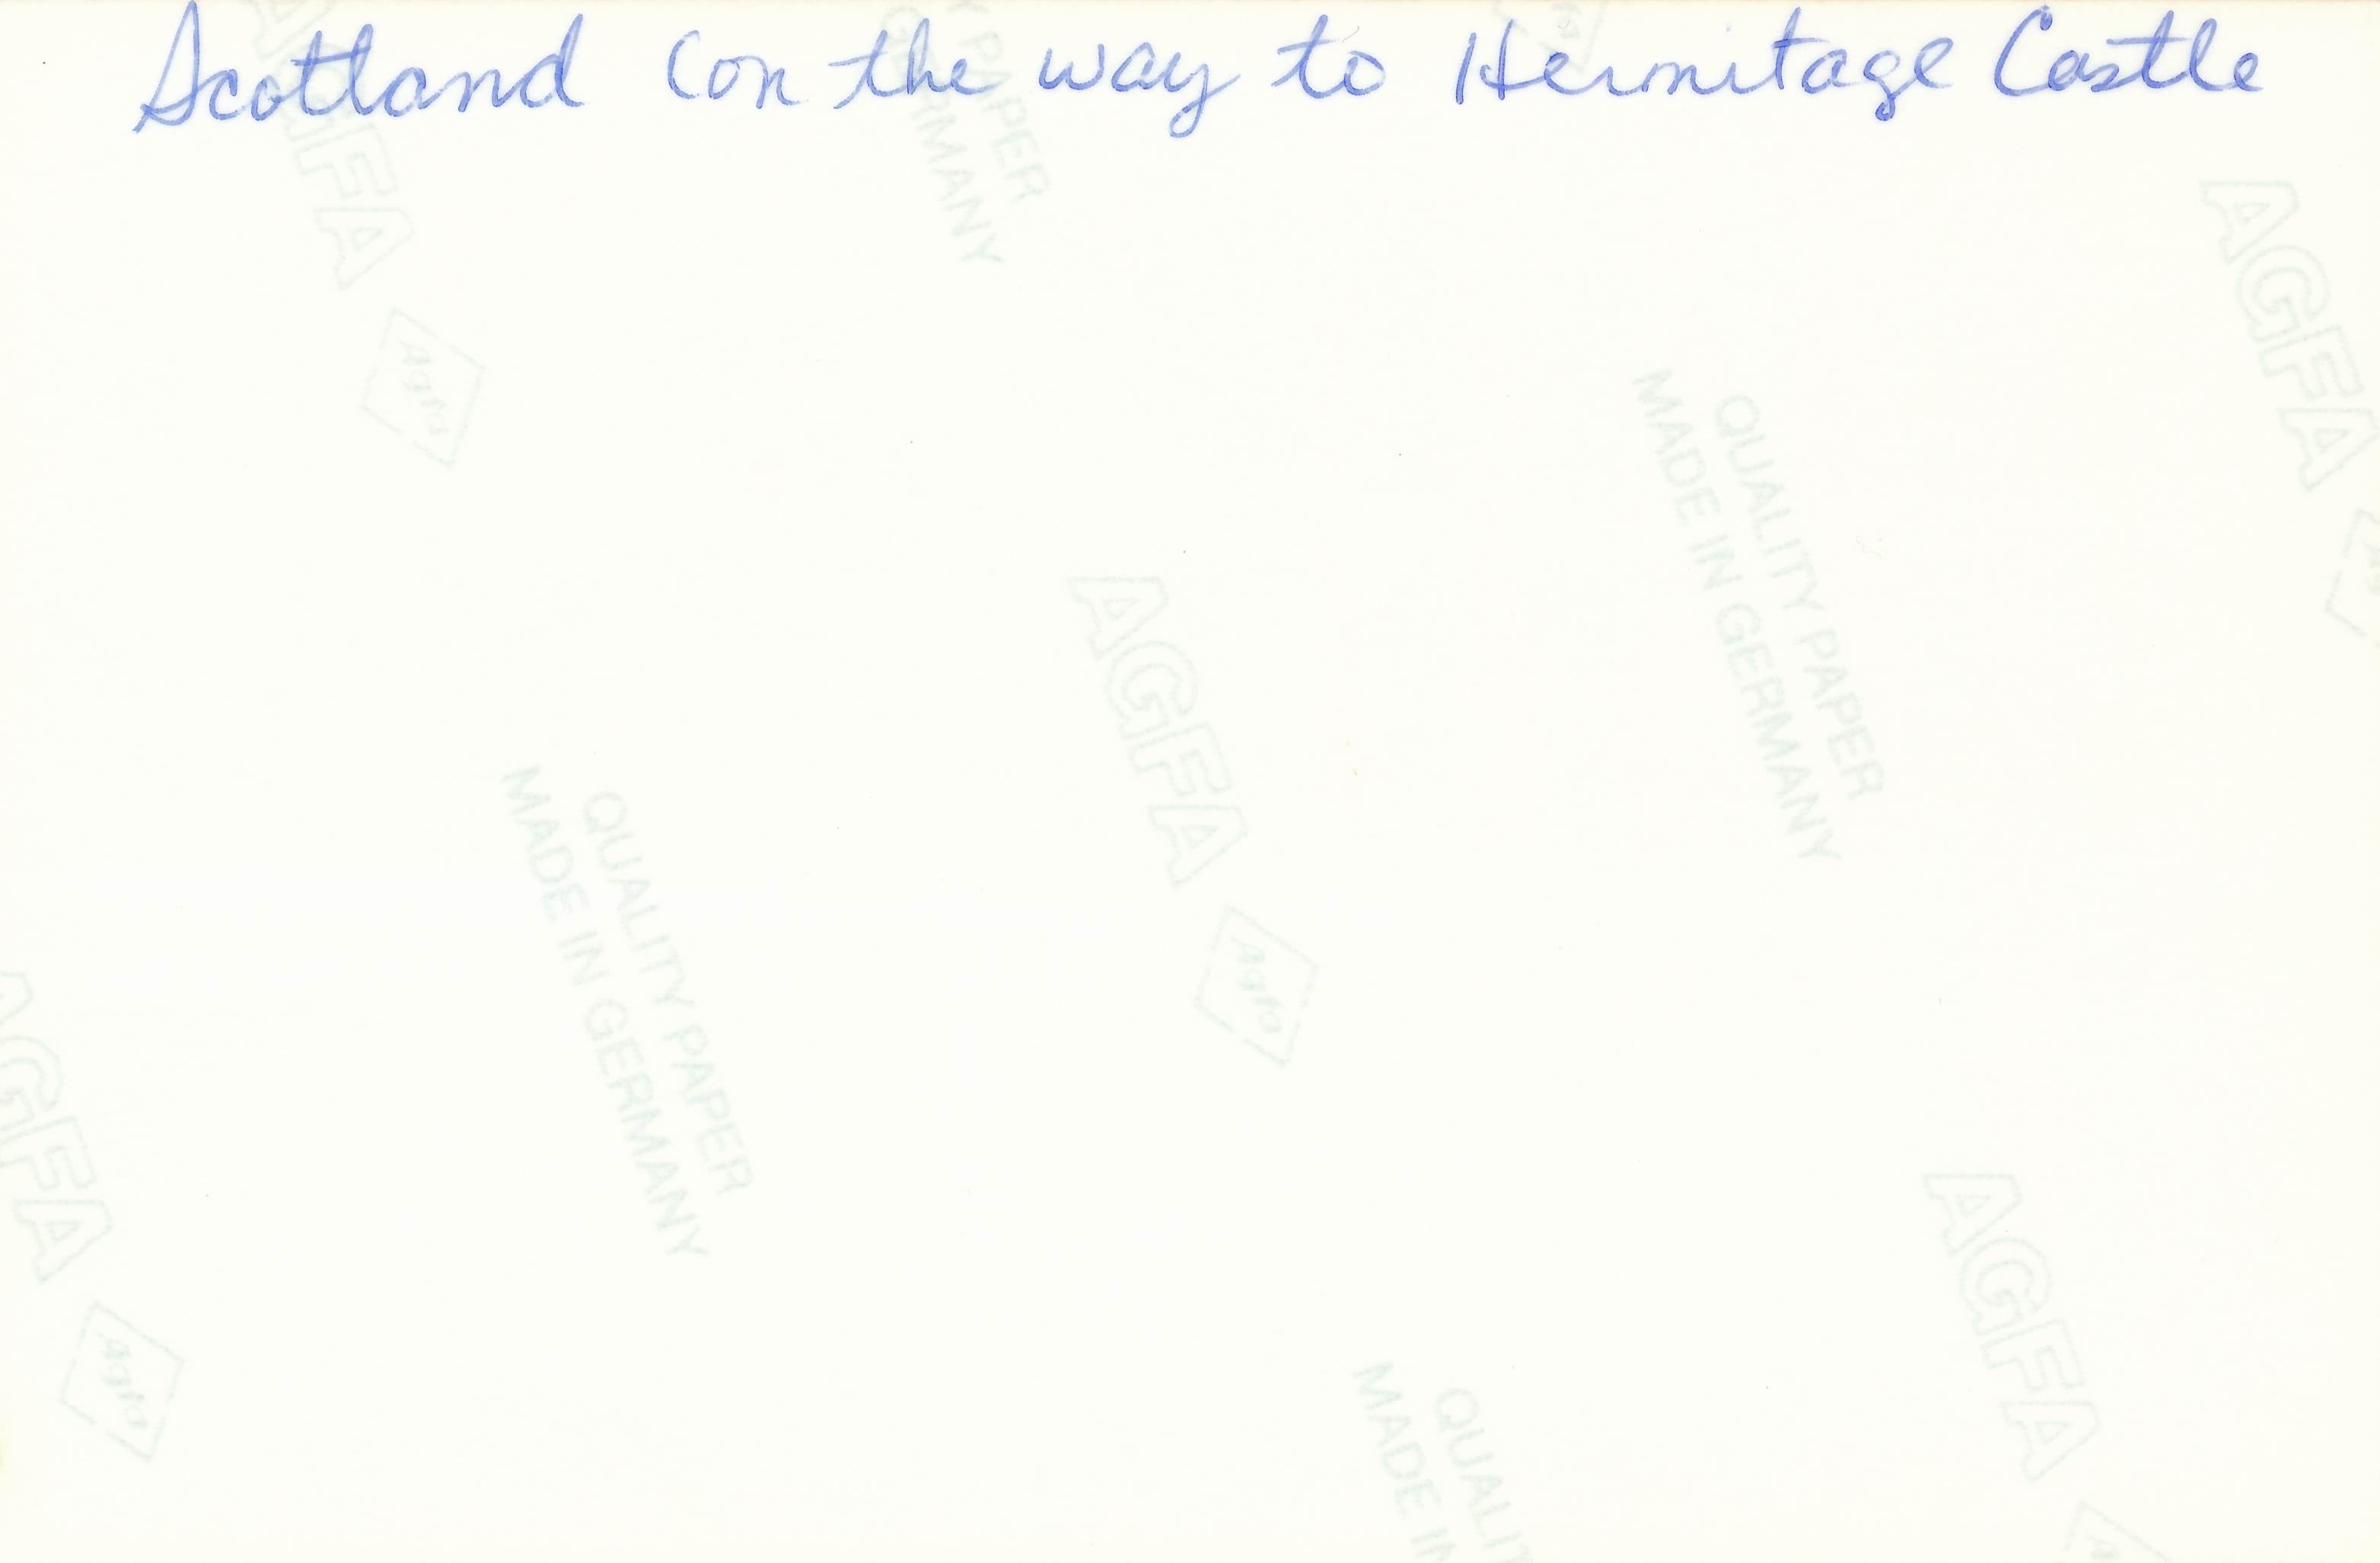 Scotland (on the way to Hermitage Castle
AGFA
Y PAPER
GERMANY
Agfa
AGFA
QUALITY PAPER
MADE IN GERMANY
AGFA
QUALITY PAPER
MADE IN GERMANY
Agfa
AGFA
Agfa
AGFA
QUALIT
MADE IN